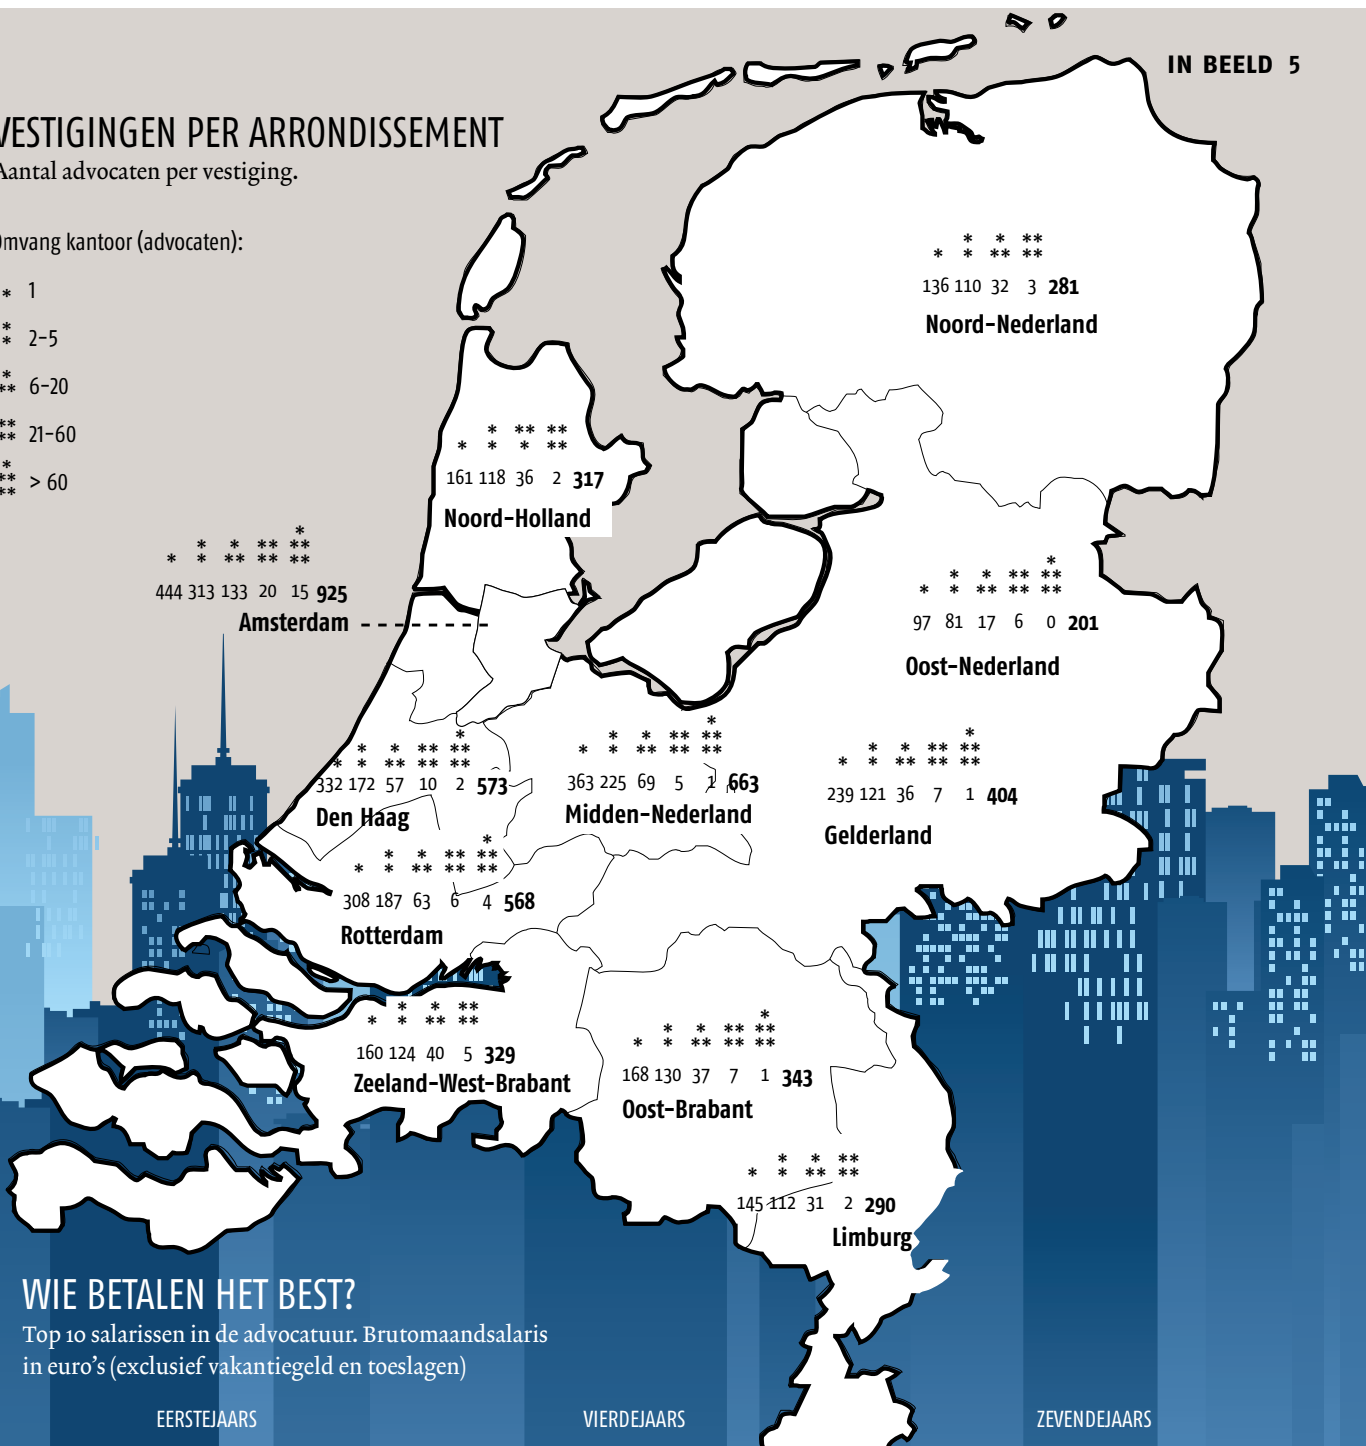 IN BEELD 5
VESTIGINGEN PER ARRONDISSEMENT
Aantal advocaten per vestiging.
Omvang kantoor (advocaten):
* 1
** 2–5
*** 6–20
**** 21–60
***** > 60
* ** *** ****
136 110 32 3 281
Noord-Nederland
* ** *** ****
161 118 36 2 317
Noord-Holland
* ** *** **** *****
444 313 133 20 15 925
Amsterdam
* ** *** **** *****
97 81 17 6 0 201
Oost-Nederland
* ** *** **** *****
332 172 57 10 2 573
Den Haag
* ** *** **** *****
363 225 69 5 1 663
Midden-Nederland
* ** *** **** *****
239 121 36 7 1 404
Gelderland
* ** *** **** *****
308 187 63 6 4 568
Rotterdam
* ** *** ****
160 124 40 5 329
Zeeland-West-Brabant
* ** *** **** *****
168 130 37 7 1 343
Oost-Brabant
* ** *** ****
145 112 31 2 290
Limburg
WIE BETALEN HET BEST?
Top 10 salarissen in de advocatuur. Brutomaandsalaris
in euro's (exclusief vakantiegeld en toeslagen)
EERSTEJAARS VIERDEJAARS ZEVENDEJAARS